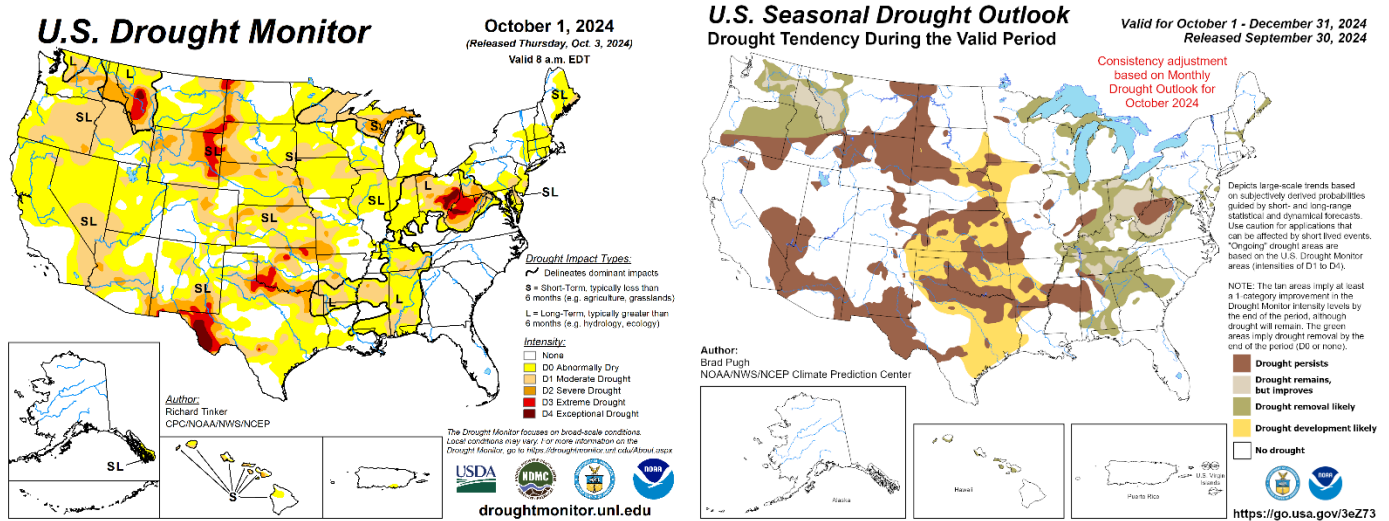 U.S. Drought Monitor
October 1, 2024
(Released Thursday, Oct. 3, 2024)
Valid 8 a.m. EDT
L
L
SL
SL
SL
SL
SL
SL
SL
SL
S
L
SL
SL
L
L
Drought Impact Types:
Delineates dominant impacts
S = Short-Term, typically less than
6 months (e.g. agriculture, grasslands)
L = Long-Term, typically greater than
6 months (e.g. hydrology, ecology)
Intensity:
None
D0 Abnormally Dry
D1 Moderate Drought
D2 Severe Drought
D3 Extreme Drought
D4 Exceptional Drought
Author:
Richard Tinker
CPC/NOAA/NWS/NCEP
SL
S
The Drought Monitor focuses on broad-scale conditions.
Local conditions may vary. For more information on the
Drought Monitor, go to https://droughtmonitor.unl.edu/About.aspx
USDA
NDMC
NOAA
droughtmonitor.unl.edu
U.S. Seasonal Drought Outlook
Drought Tendency During the Valid Period
Valid for October 1 - December 31, 2024
Released September 30, 2024
Consistency adjustment
based on Monthly
Drought Outlook for
October 2024
Depicts large-scale trends based
on subjectively derived probabilities
guided by short- and long-range
statistical and dynamical forecasts.
Use caution for applications that
can be affected by short lived events.
"Ongoing" drought areas are
based on the U.S. Drought Monitor
areas (intensities of D1 to D4).
NOTE: The tan areas imply at least
a 1-category improvement in the
Drought Monitor intensity levels by
the end of the period, although
drought will remain. The green
areas imply drought removal by the
end of the period (D0 or none).
Author:
Brad Pugh
NOAA/NWS/NCEP Climate Prediction Center
Drought persists
Drought remains,
but improves
Drought removal likely
Drought development likely
No drought
Alaska
Hawaii
Puerto Rico
U.S. Virgin
Islands
NOAA
https://go.usa.gov/3eZ73